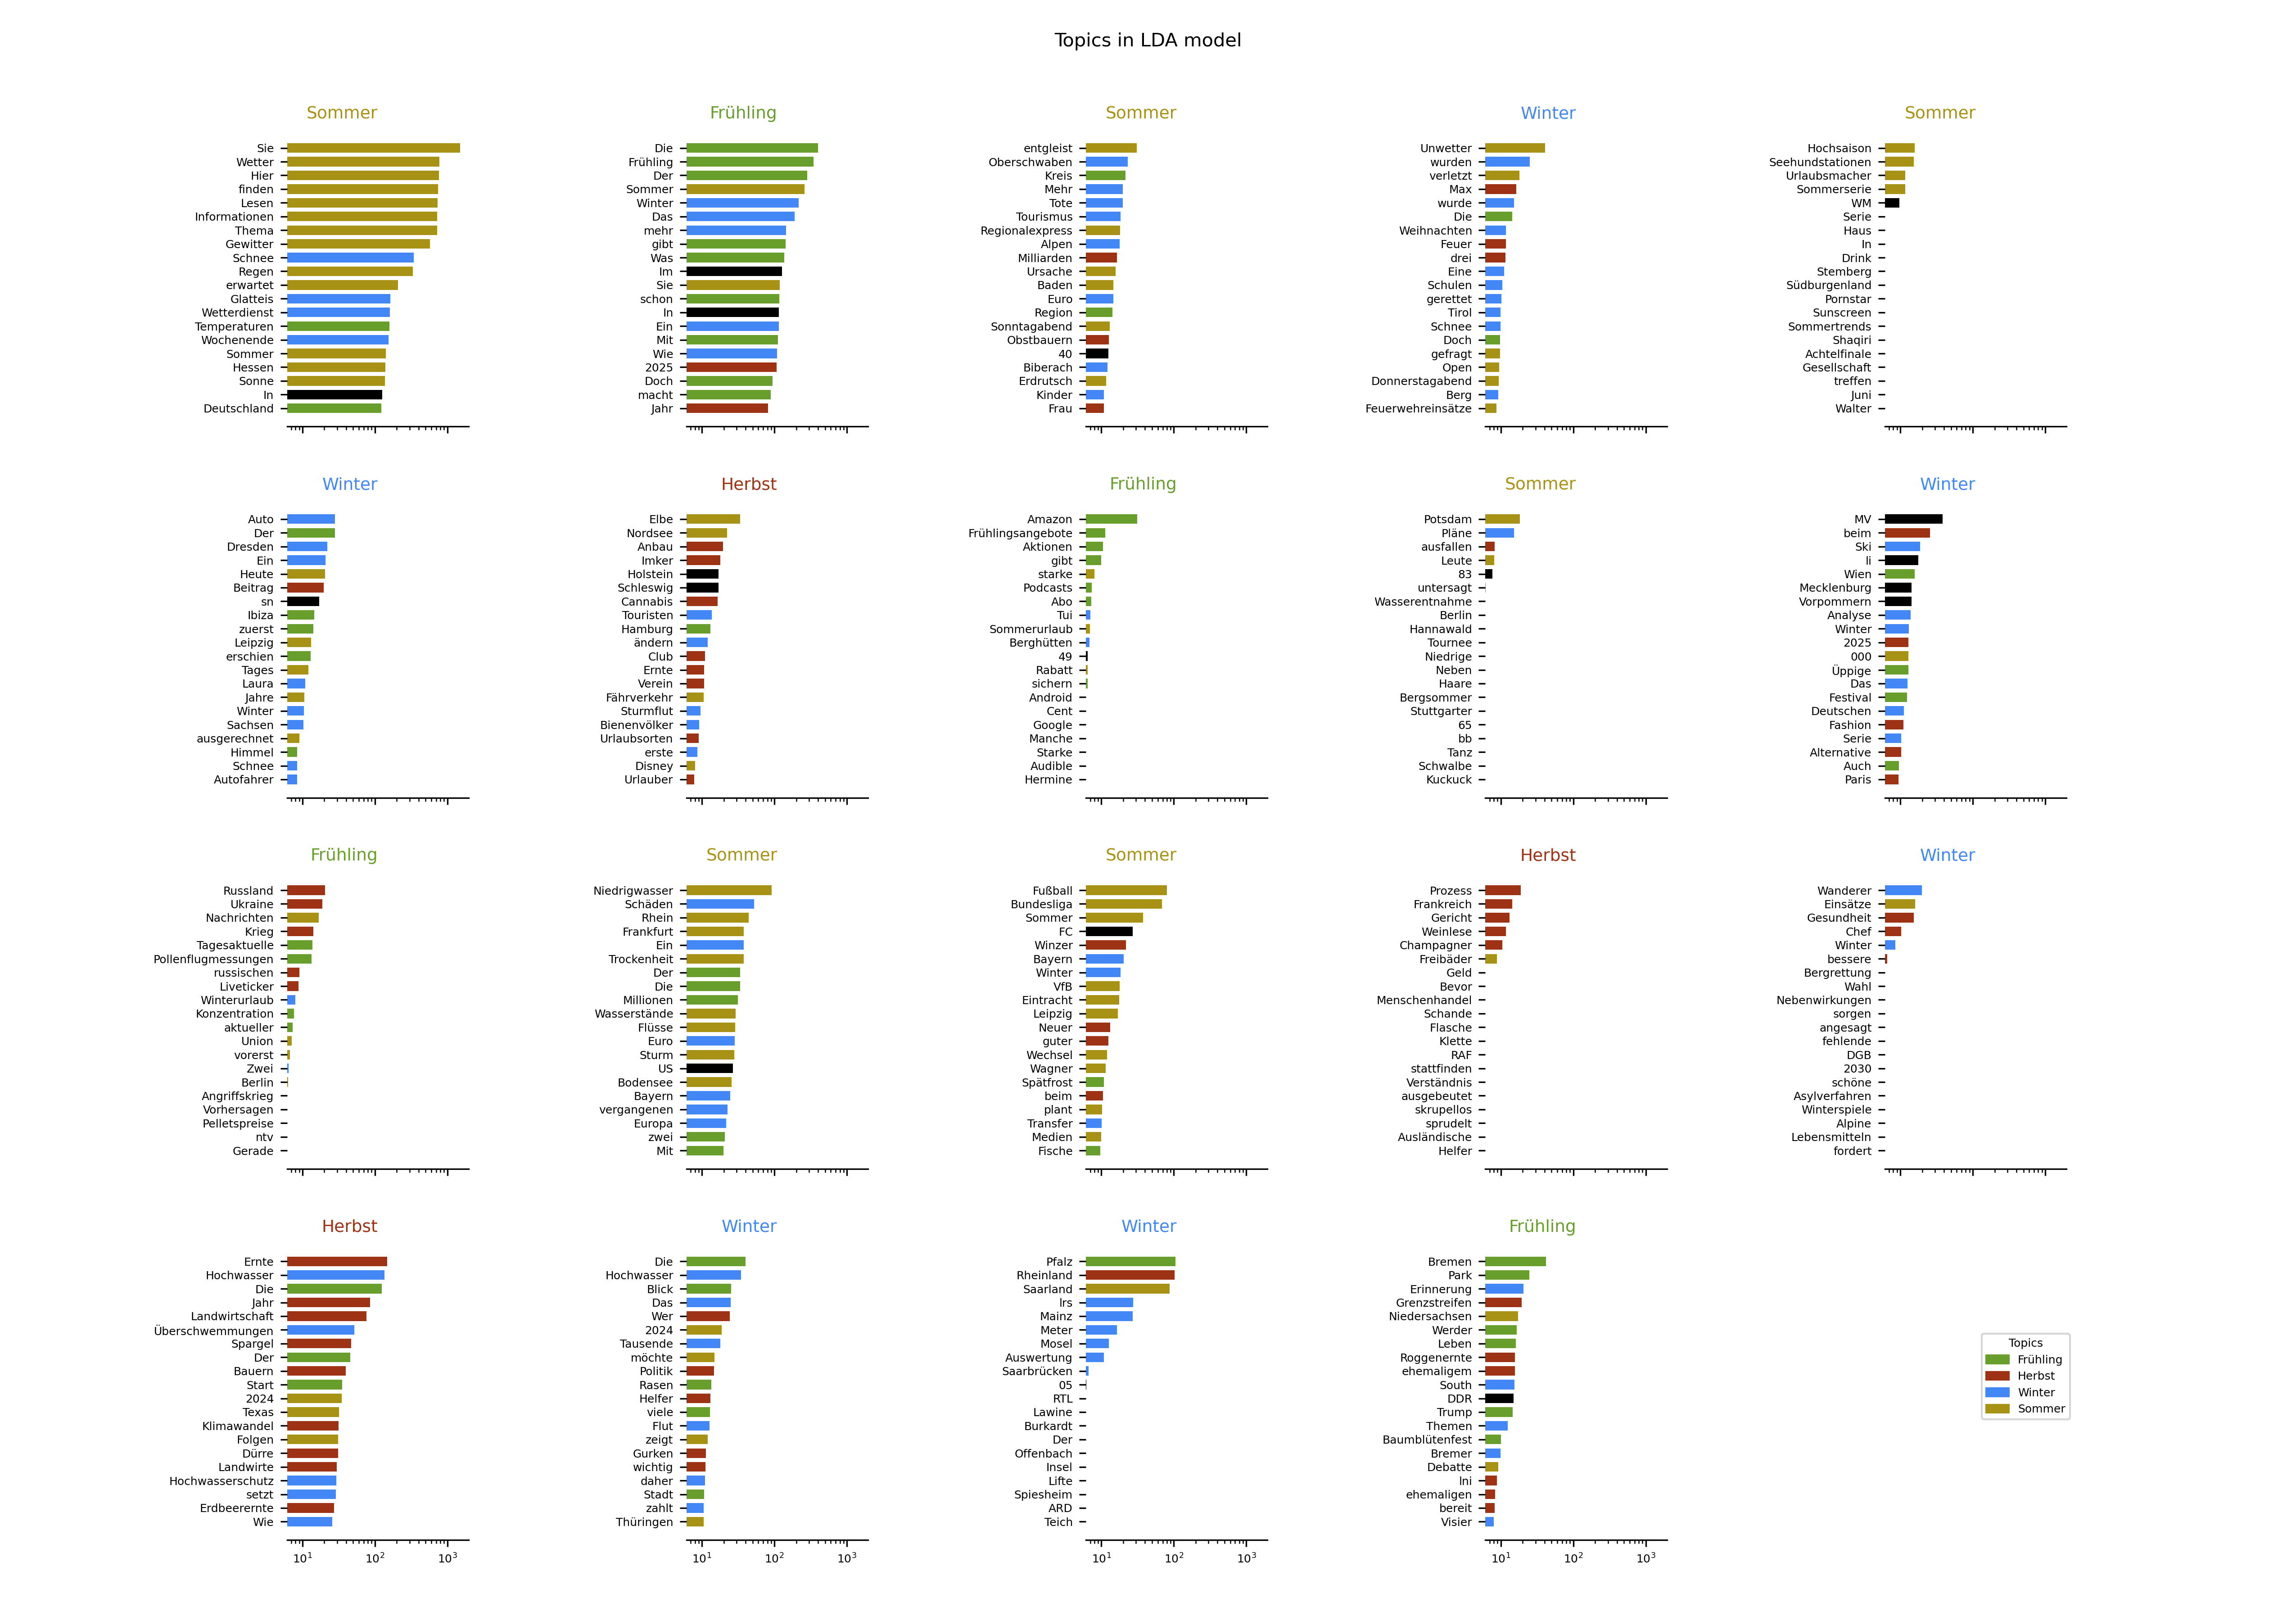 Topics in LDA model
Sommer
Sie
Wetter
Hier
finden
Lesen
Informationen
Thema
Gewitter
Schnee
Regen
erwartet
Glatteis
Wetterdienst
Temperaturen
Wochenende
Sommer
Hessen
Sonne
In
Deutschland
Frühling
Die
Frühling
Der
Sommer
Winter
Das
mehr
gibt
Was
Im
Sie
schon
In
Ein
Mit
Wie
2025
Doch
macht
Jahr
Sommer
entgleist
Oberschwaben
Kreis
Mehr
Tote
Tourismus
Regionalexpress
Alpen
Milliarden
Ursache
Baden
Euro
Region
Sonntagabend
Obstbauern
40
Biberach
Erdrutsch
Kinder
Frau
Winter
Unwetter
wurden
verletzt
Max
wurde
Die
Weihnachten
Feuer
drei
Eine
Schulen
gerettet
Tirol
Schnee
Doch
gefragt
Open
Donnerstagabend
Berg
Feuerwehreinsätze
Sommer
Hochsaison
Seehundstationen
Urlaubsmacher
Sommerserie
WM
Serie
Haus
In
Drink
Stemberg
Südburgenland
Pornstar
Sunscreen
Sommertrends
Shaqiri
Achtelfinale
Gesellschaft
treffen
Juni
Walter
Winter
Auto
Der
Dresden
Ein
Heute
Beitrag
sn
Ibiza
zuerst
Leipzig
erschien
Tages
Laura
Jahre
Winter
Sachsen
ausgerechnet
Himmel
Schnee
Autofahrer
Herbst
Elbe
Nordsee
Anbau
Imker
Holstein
Schleswig
Cannabis
Touristen
Hamburg
ändern
Club
Ernte
Verein
Fährverkehr
Sturmflut
Bienenvölker
Urlaubsorten
erste
Disney
Urlauber
Frühling
Amazon
Frühlingsangebote
Aktionen
gibt
starke
Podcasts
Abo
Tui
Sommerurlaub
Berghütten
49
Rabatt
sichern
Android
Cent
Google
Manche
Starke
Audible
Hermine
Sommer
Potsdam
Pläne
ausfallen
Leute
83
untersagt
Wasserentnahme
Berlin
Hannawald
Tournee
Niedrige
Neben
Haare
Bergsommer
Stuttgarter
65
bb
Tanz
Schwalbe
Kuckuck
Winter
MV
beim
Ski
li
Wien
Mecklenburg
Vorpommern
Analyse
Winter
2025
000
Üppige
Das
Festival
Deutschen
Fashion
Serie
Alternative
Auch
Paris
Frühling
Russland
Ukraine
Nachrichten
Krieg
Tagesaktuelle
Pollenflugmessungen
russischen
Liveticker
Winterurlaub
Konzentration
aktueller
Union
vorerst
Zwei
Berlin
Angriffskrieg
Vorhersagen
Pelletspreise
ntv
Gerade
Sommer
Niedrigwasser
Schäden
Rhein
Frankfurt
Ein
Trockenheit
Der
Die
Millionen
Wasserstände
Flüsse
Euro
Sturm
US
Bodensee
Bayern
vergangenen
Europa
zwei
Mit
Sommer
Fußball
Bundesliga
Sommer
FC
Winzer
Bayern
Winter
VfB
Eintracht
Leipzig
Neuer
guter
Wechsel
Wagner
Spätfrost
beim
plant
Transfer
Medien
Fische
Herbst
Prozess
Frankreich
Gericht
Weinlese
Champagner
Freibäder
Geld
Bevor
Menschenhandel
Schande
Flasche
Klette
RAF
stattfinden
Verständnis
ausgebeutet
skrupellos
sprudelt
Ausländische
Helfer
Winter
Wanderer
Einsätze
Gesundheit
Chef
Winter
bessere
Bergrettung
Wahl
Nebenwirkungen
sorgen
angesagt
fehlende
DGB
2030
schöne
Asylverfahren
Winterspiele
Alpine
Lebensmitteln
fordert
Herbst
Ernte
Hochwasser
Die
Jahr
Landwirtschaft
Überschwemmungen
Spargel
Der
Bauern
Start
2024
Texas
Klimawandel
Folgen
Dürre
Landwirte
Hochwasserschutz
setzt
Erdbeerernte
Wie
10¹ 10² 10³
Winter
Die
Hochwasser
Blick
Das
Wer
2024
Tausende
möchte
Politik
Rasen
Helfer
viele
Flut
zeigt
Gurken
wichtig
daher
Stadt
zahlt
Thüringen
10¹ 10² 10³
Winter
Pfalz
Rheinland
Saarland
lrs
Mainz
Meter
Mosel
Auswertung
Saarbrücken
05
RTL
Lawine
Burkardt
Der
Offenbach
Insel
Lifte
Spiesheim
ARD
Teich
10¹ 10² 10³
Frühling
Bremen
Park
Erinnerung
Grenzstreifen
Niedersachsen
Werder
Leben
Roggenernte
ehemaligem
South
DDR
Trump
Themen
Baumblütenfest
Bremer
Debatte
Ini
ehemaligen
bereit
Visier
10¹ 10² 10³
Topics
Frühling
Herbst
Winter
Sommer